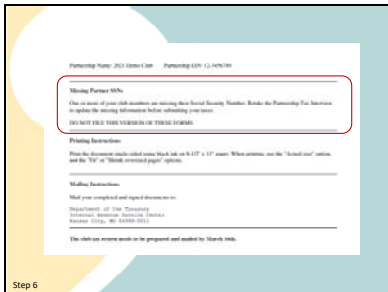 Partnership Name: 2021 Demo Club Partnership EIN: 12-3456789
Missing Partner SSNs
One or more of your club members are missing their Social Security Number. Retake the Partnership Tax Interview
to update the missing information before submitting your taxes.
DO NOT FILE THIS VERSION OF THESE FORMS.
Printing Instructions
Print the document single-sided using black ink on 8-1/2" x 11" paper. When printing, use the "Actual size" option,
and the "Fit" or "Shrink oversized pages" options.
Mailing Instructions
Mail your completed and signed documents to:
Department of the Treasury
Internal Revenue Service Center
Kansas City, MO 64999-0011
The club tax return needs to be prepared and mailed by March
Step 6